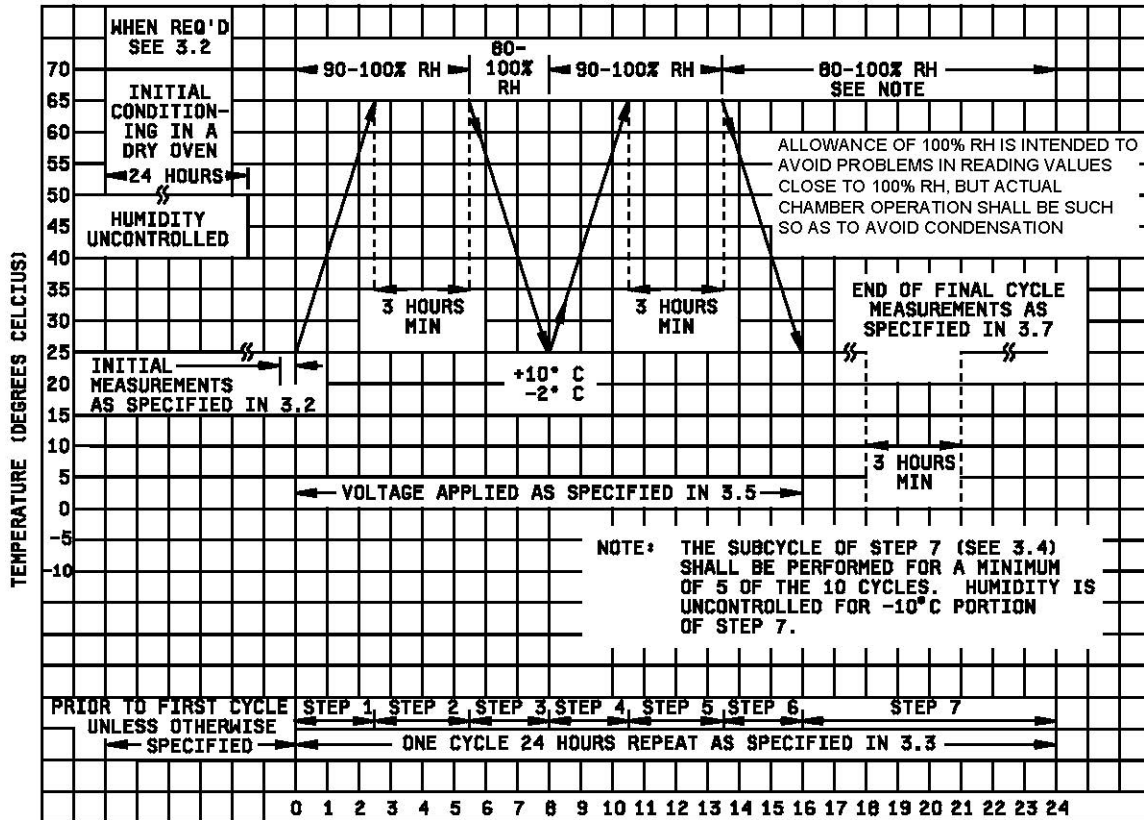 WHEN REQ'D
SEE 3.2
INITIAL
CONDITION-
ING IN A
DRY OVEN
24 HOURS
HUMIDITY
UNCONTROLLED
90-100% RH
80-
100%
RH
90-100% RH
80-100% RH
SEE NOTE
ALLOWANCE OF 100% RH IS INTENDED TO
AVOID PROBLEMS IN READING VALUES
CLOSE TO 100% RH, BUT ACTUAL
CHAMBER OPERATION SHALL BE SUCH
SO AS TO AVOID CONDENSATION
TEMPERATURE (DEGREES CELCIUS)
70
65
60
55
50
45
40
35
30
25
20
15
10
5
0
-5
-10
3 HOURS
MIN
3 HOURS
MIN
END OF FINAL CYCLE
MEASUREMENTS AS
SPECIFIED IN 3.7
INITIAL
MEASUREMENTS
AS SPECIFIED IN 3.2
+10° C
-2° C
3 HOURS
MIN
VOLTAGE APPLIED AS SPECIFIED IN 3.5
NOTE: THE SUBCYCLE OF STEP 7 (SEE 3.4)
SHALL BE PERFORMED FOR A MINIMUM
OF 5 OF THE 10 CYCLES. HUMIDITY IS
UNCONTROLLED FOR -10°C PORTION
OF STEP 7.
PRIOR TO FIRST CYCLE
UNLESS OTHERWISE
SPECIFIED
STEP 1 STEP 2 STEP 3 STEP 4 STEP 5 STEP 6 STEP 7
ONE CYCLE 24 HOURS REPEAT AS SPECIFIED IN 3.3
0 1 2 3 4 5 6 7 8 9 10 11 12 13 14 15 16 17 18 19 20 21 22 23 24